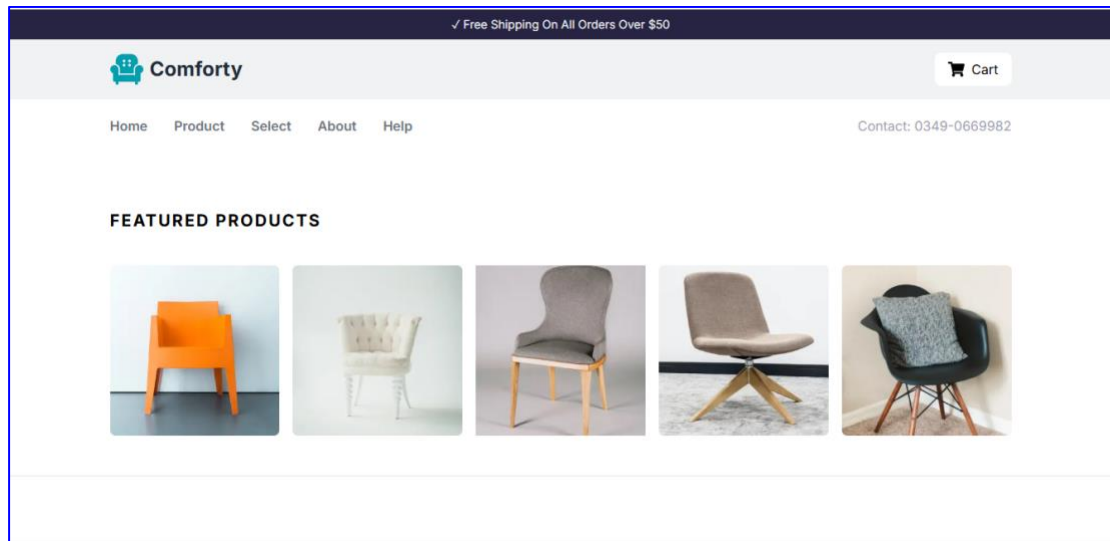 ✓ Free Shipping On All Orders Over $50
Comforty
Cart
Home Product Select About Help
Contact: 0349-0669982
FEATURED PRODUCTS